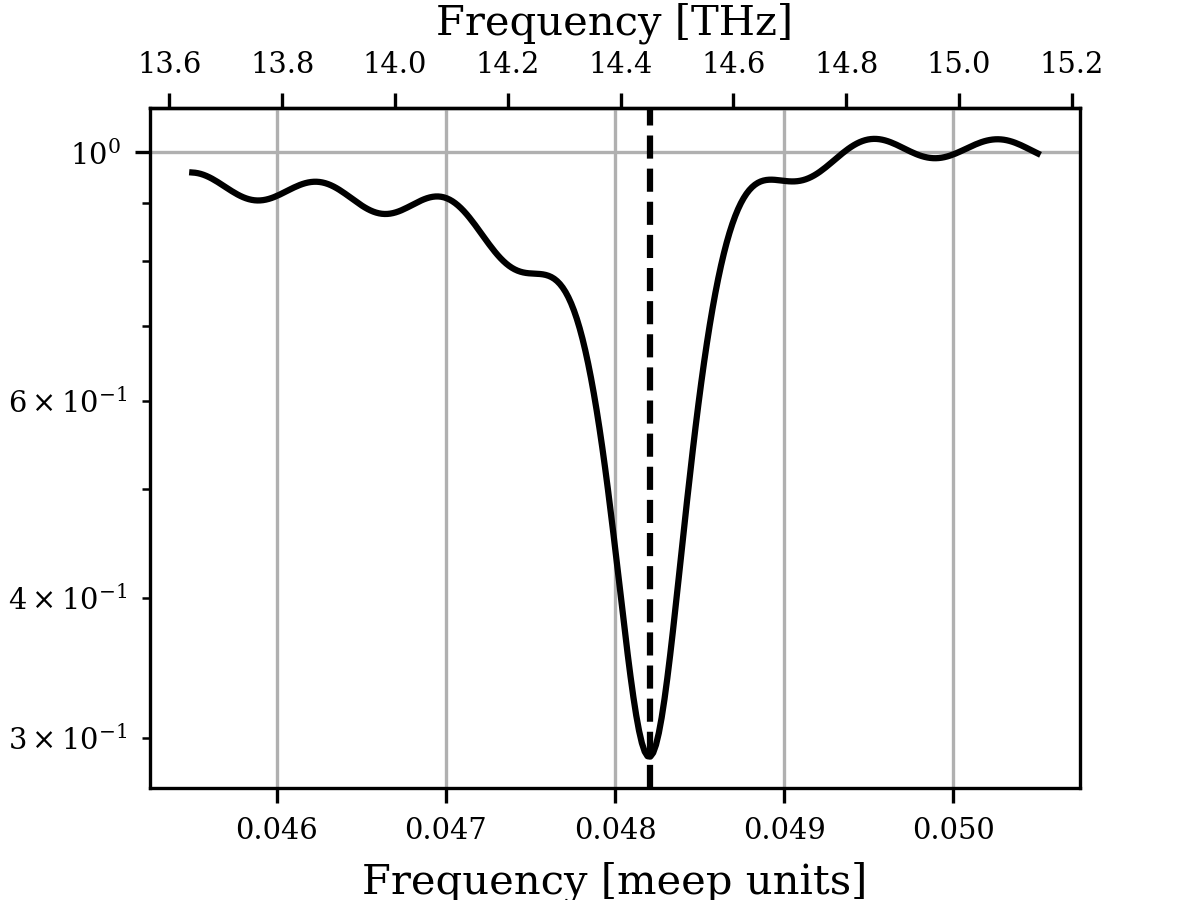 Frequency [THz]
13.6 13.8 14.0 14.2 14.4 14.6 14.8 15.0 15.2
10⁰
6 × 10⁻¹
4 × 10⁻¹
3 × 10⁻¹
0.046 0.047 0.048 0.049 0.050
Frequency [meep units]